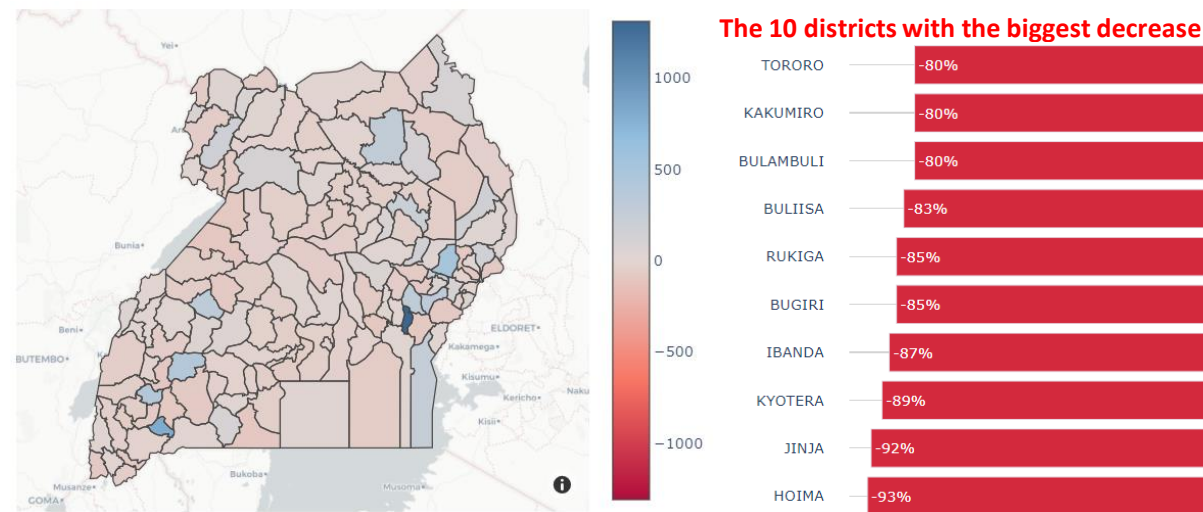 Yei
Ar
Bunia
Beni
BUTEMBO
K
ELDORET
Kakamega
Kisumu
Kericho
Naku
Kisii
Bukoba
Musoma
Musanze
GOMA
1000
500
0
−500
−1000
The 10 districts with the biggest decrease
TORORO -80%
KAKUMIRO -80%
BULAMBULI -80%
BULIISA -83%
RUKIGA -85%
BUGIRI -85%
IBANDA -87%
KYOTERA -89%
JINJA -92%
HOIMA -93%